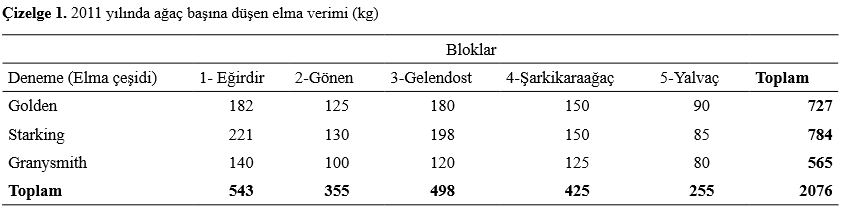 Çizelge 1. 2011 yılında ağaç başına düşen elma verimi (kg)
Bloklar
Deneme (Elma çeşidi) 1- Eğirdir 2-Gönen 3-Gelendost 4-Şarkikaraağaç 5-Yalvaç Toplam
Golden 182 125 180 150 90 727
Starking 221 130 198 150 85 784
Granysmith 140 100 120 125 80 565
Toplam 543 355 498 425 255 2076